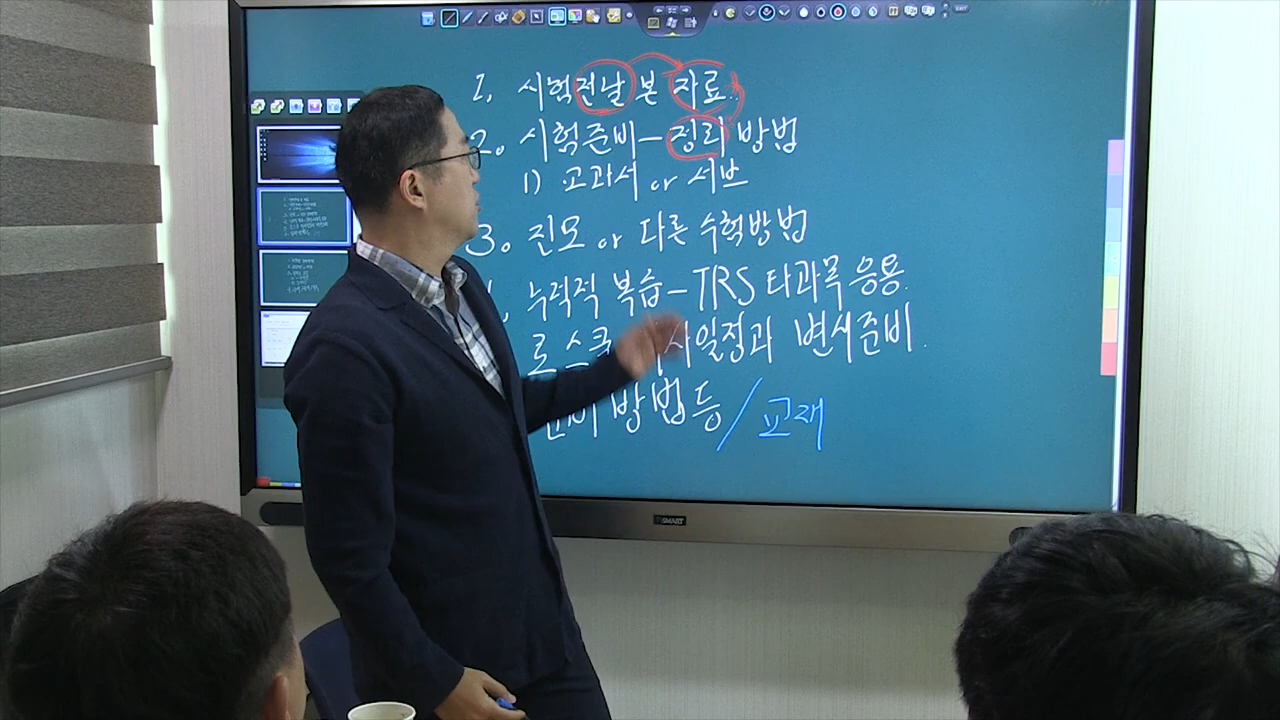 1. 시험전날 본 자료..
2. 시험준비- 정리 방법
1) 교과서 or 서브
3. 진모 or 다른 수험방법
누적적 복습- TRS 타과목 응용.
로스쿨 사일정과 변시준비.
준비방법등 / 교재
SMART